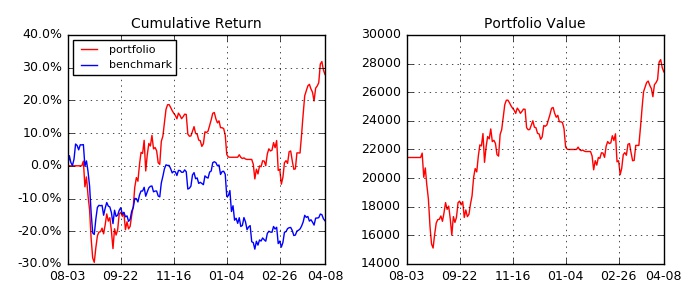 Cumulative Return
40.0%
30.0%
20.0%
10.0%
0.0%
-10.0%
-20.0%
-30.0%
portfolio
benchmark
08-03 09-22 11-16 01-04 02-26 04-08
Portfolio Value
30000
28000
26000
24000
22000
20000
18000
16000
14000
08-03 09-22 11-16 01-04 02-26 04-08